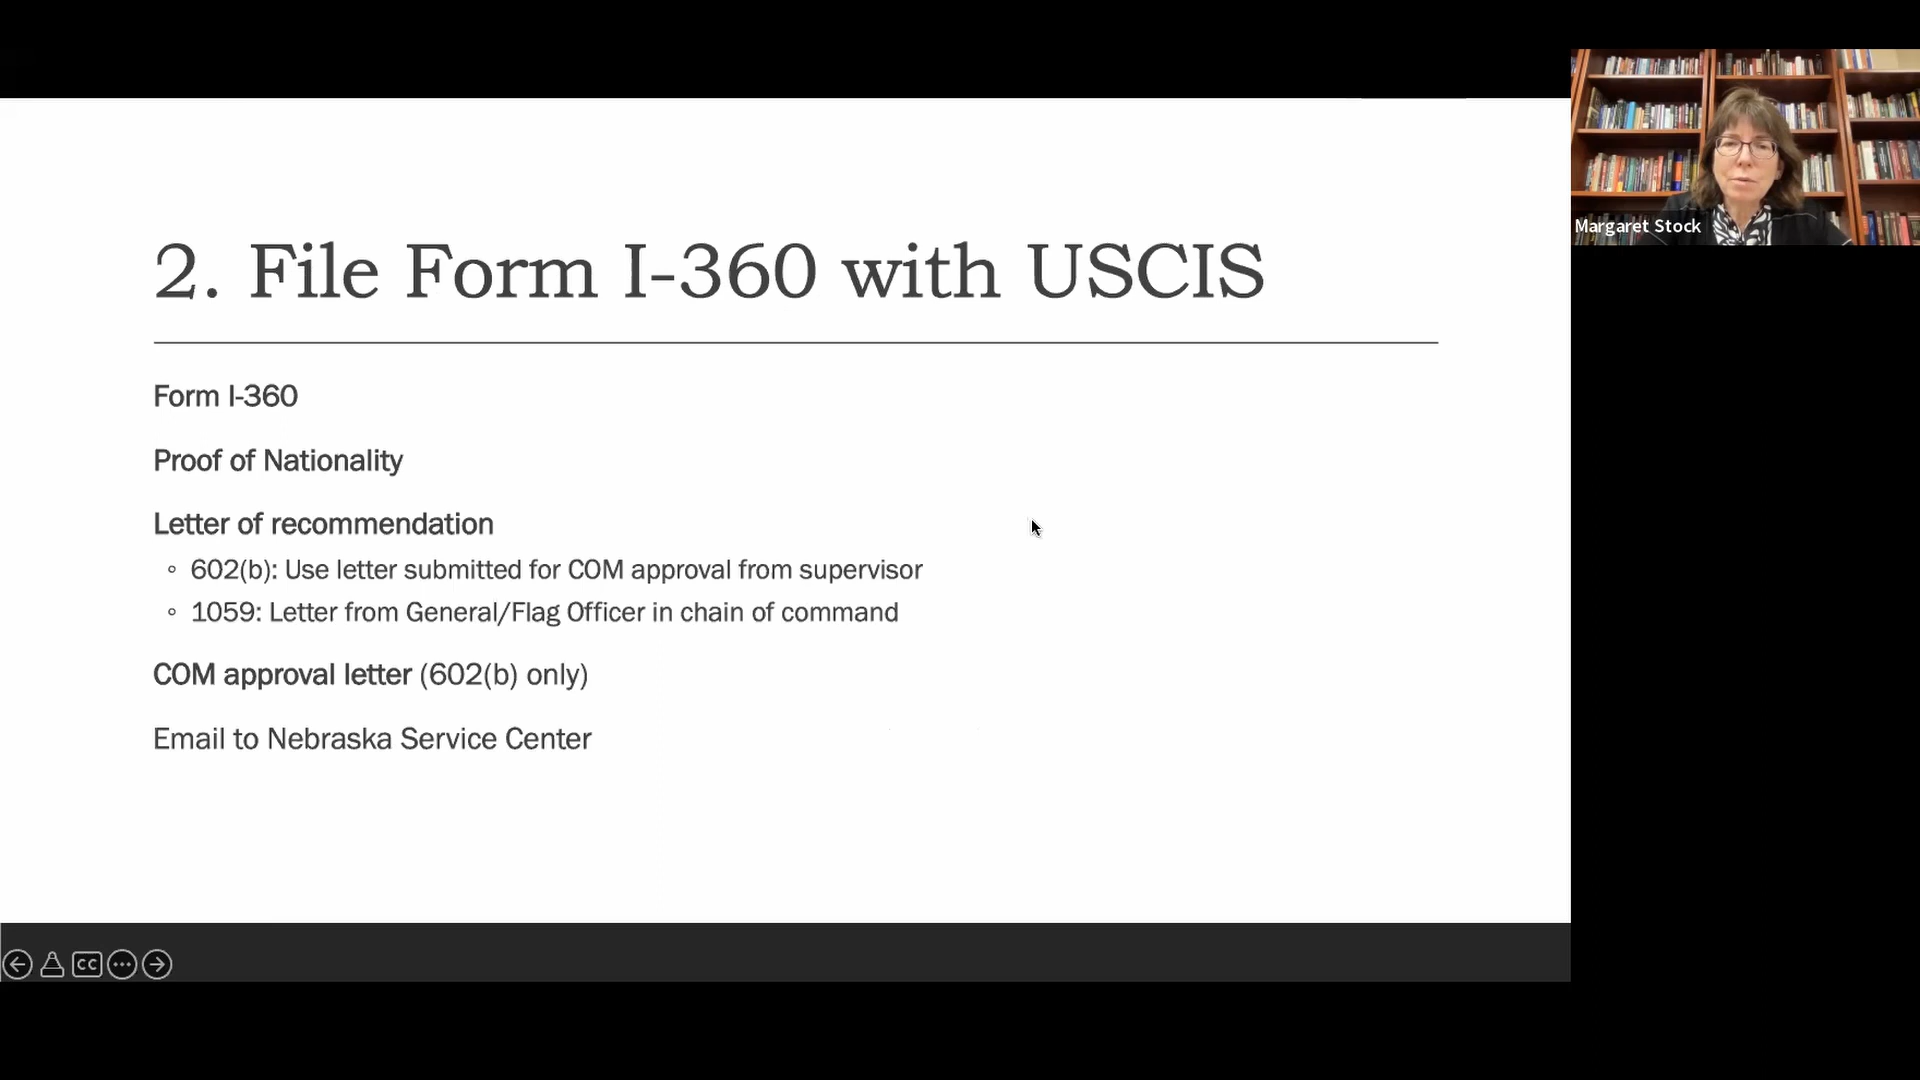 2. File Form I-360 with USCIS
Form I-360
Proof of Nationality
Letter of recommendation
◦ 602(b): Use letter submitted for COM approval from supervisor
◦ 1059: Letter from General/Flag Officer in chain of command
COM approval letter (602(b) only)
Email to Nebraska Service Center
Margaret Stock
CC